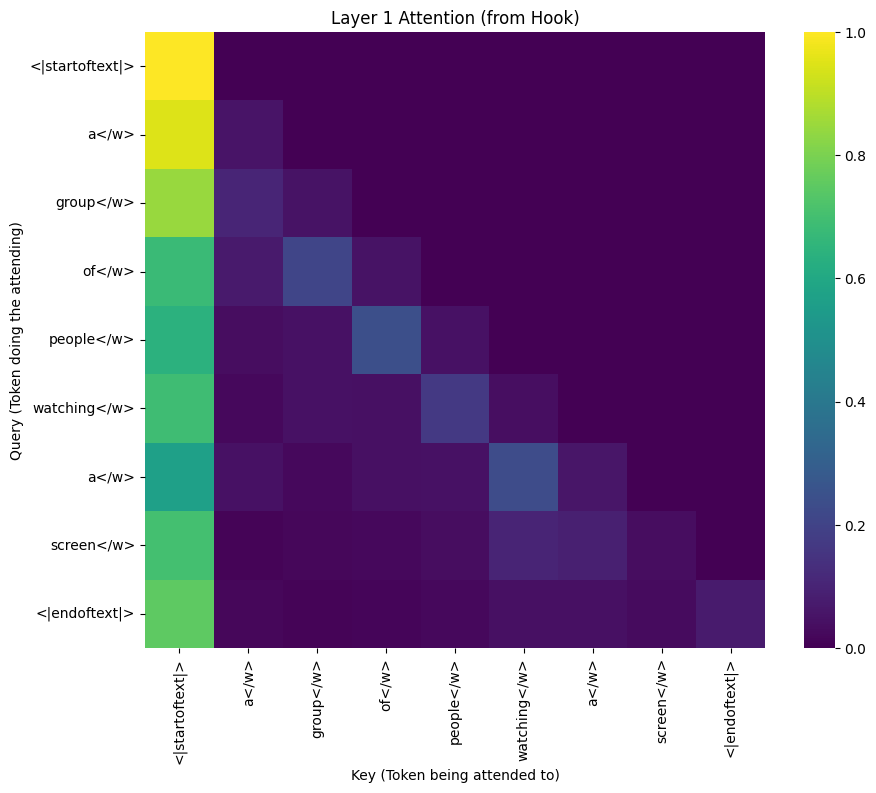 Layer 1 Attention (from Hook)
Query (Token doing the attending)
<|startoftext|>
a</w>
group</w>
of</w>
people</w>
watching</w>
a</w>
screen</w>
<|endoftext|>
1.0
0.8
0.6
0.4
0.2
0.0
<|startoftext|>
a</w>
group</w>
of</w>
people</w>
watching</w>
a</w>
screen</w>
<|endoftext|>
Key (Token being attended to)